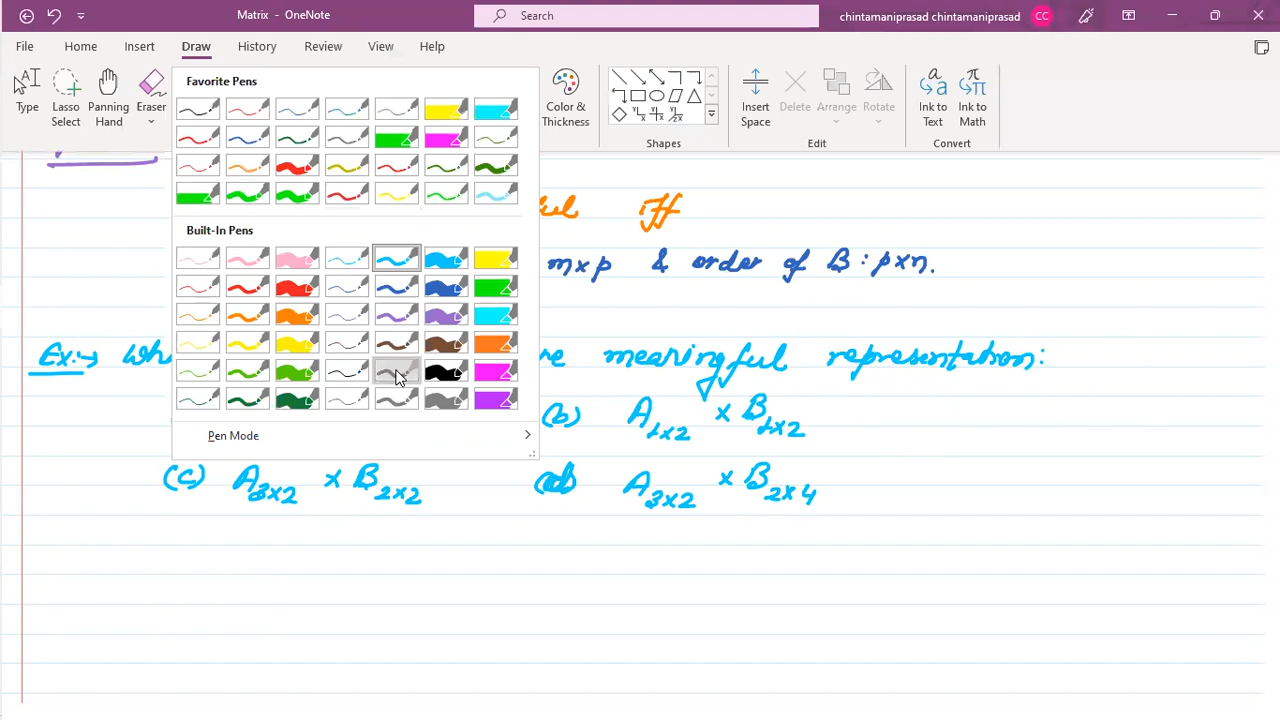 Matrix - OneNote
Search
chintamaniprasad chintamaniprasad CC
File Home Insert Draw History Review View Help
Type
Lasso Select
Panning Hand
Eraser
Favorite Pens
Built-In Pens
Pen Mode
Color & Thickness
Shapes
Insert Space
Delete
Arrange
Rotate
Edit
Ink to Text
Ink to Math
Convert
iff
m×p & order of B : p×n.
Ex:→ meaningful representation:
(b) A1×2 × B1×2
(c) A3×2 × B2×2 (d) A3×2 × B2×4